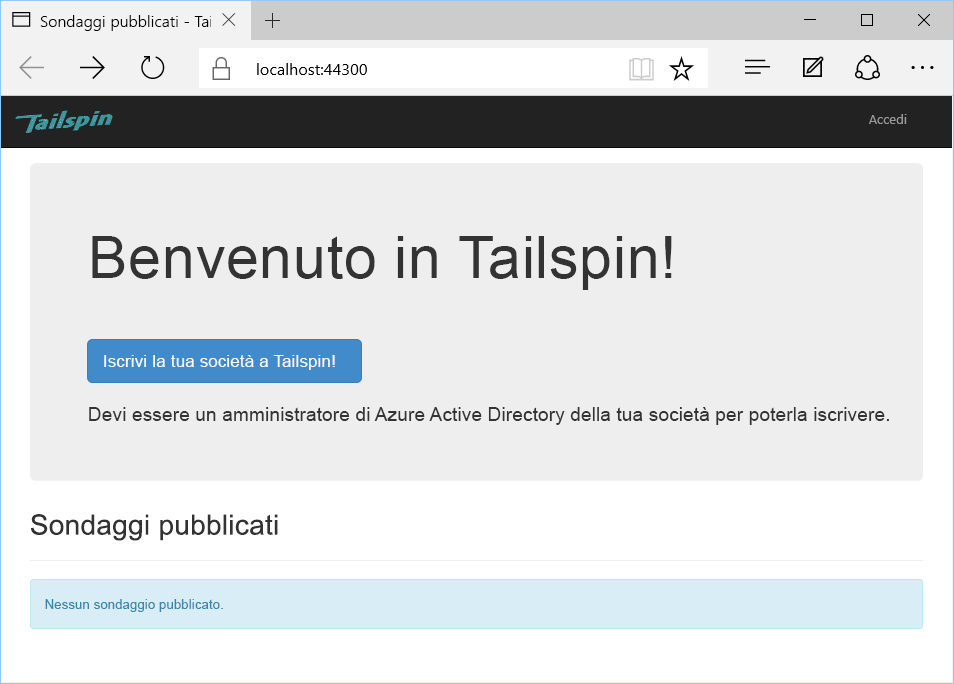 Sondaggi pubblicati - Tai
localhost:44300
Tailspin
Accedi
Benvenuto in Tailspin!
Iscrivi la tua società a Tailspin!
Devi essere un amministratore di Azure Active Directory della tua società per poterla iscrivere.
Sondaggi pubblicati
Nessun sondaggio pubblicato.